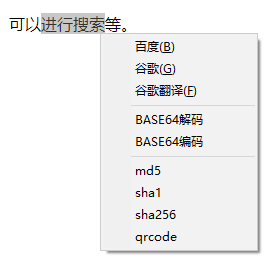 可以进行搜索等。
百度(B)
谷歌(G)
谷歌翻译(F)
BASE64解码
BASE64编码
md5
sha1
sha256
qrcode